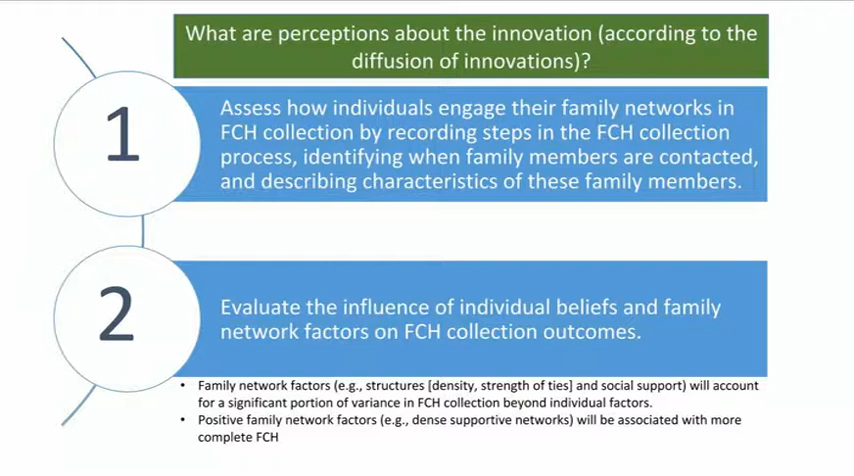 What are perceptions about the innovation (according to the
diffusion of innovations)?
1
Assess how individuals engage their family networks in
FCH collection by recording steps in the FCH collection
process, identifying when family members are contacted,
and describing characteristics of these family members.
2
Evaluate the influence of individual beliefs and family
network factors on FCH collection outcomes.
• Family network factors (e.g., structures [density, strength of ties] and social support) will account
for a significant portion of variance in FCH collection beyond individual factors.
• Positive family network factors (e.g., dense supportive networks) will be associated with more
complete FCH